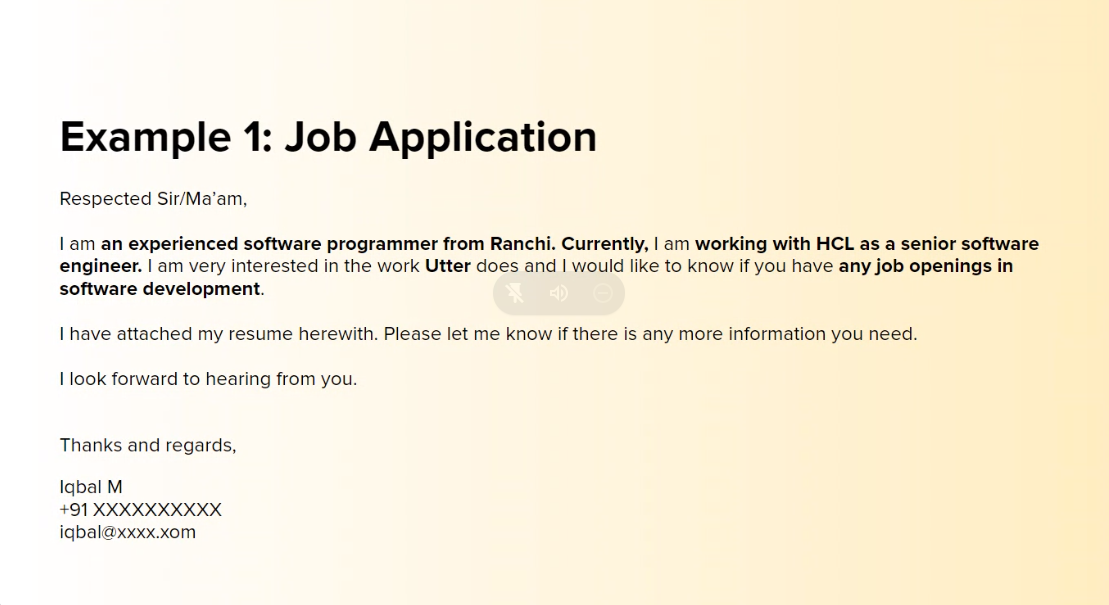 Example 1: Job Application
Respected Sir/Ma’am,
I am an experienced software programmer from Ranchi. Currently, I am working with HCL as a senior software
engineer. I am very interested in the work Utter does and I would like to know if you have any job openings in
software development.
I have attached my resume herewith. Please let me know if there is any more information you need.
I look forward to hearing from you.
Thanks and regards,
Iqbal M
+91 XXXXXXXXXX
iqbal@xxxx.xom